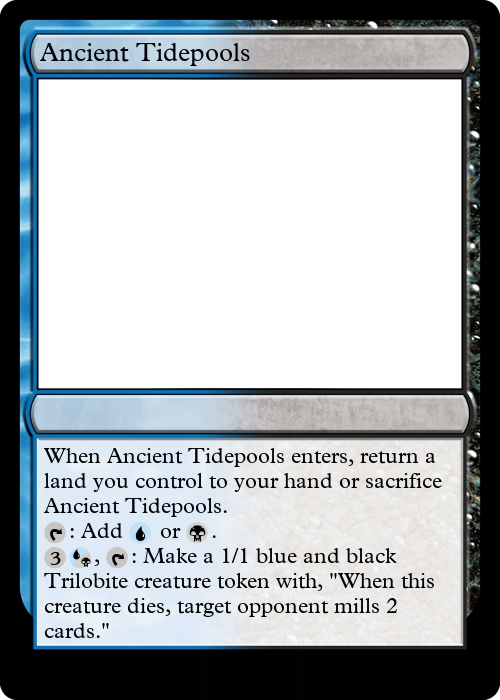 Ancient Tidepools
When Ancient Tidepools enters, return a
land you control to your hand or sacrifice
Ancient Tidepools.
: Add or .
3 , : Make a 1/1 blue and black
Trilobite creature token with, "When this
creature dies, target opponent mills 2
cards."